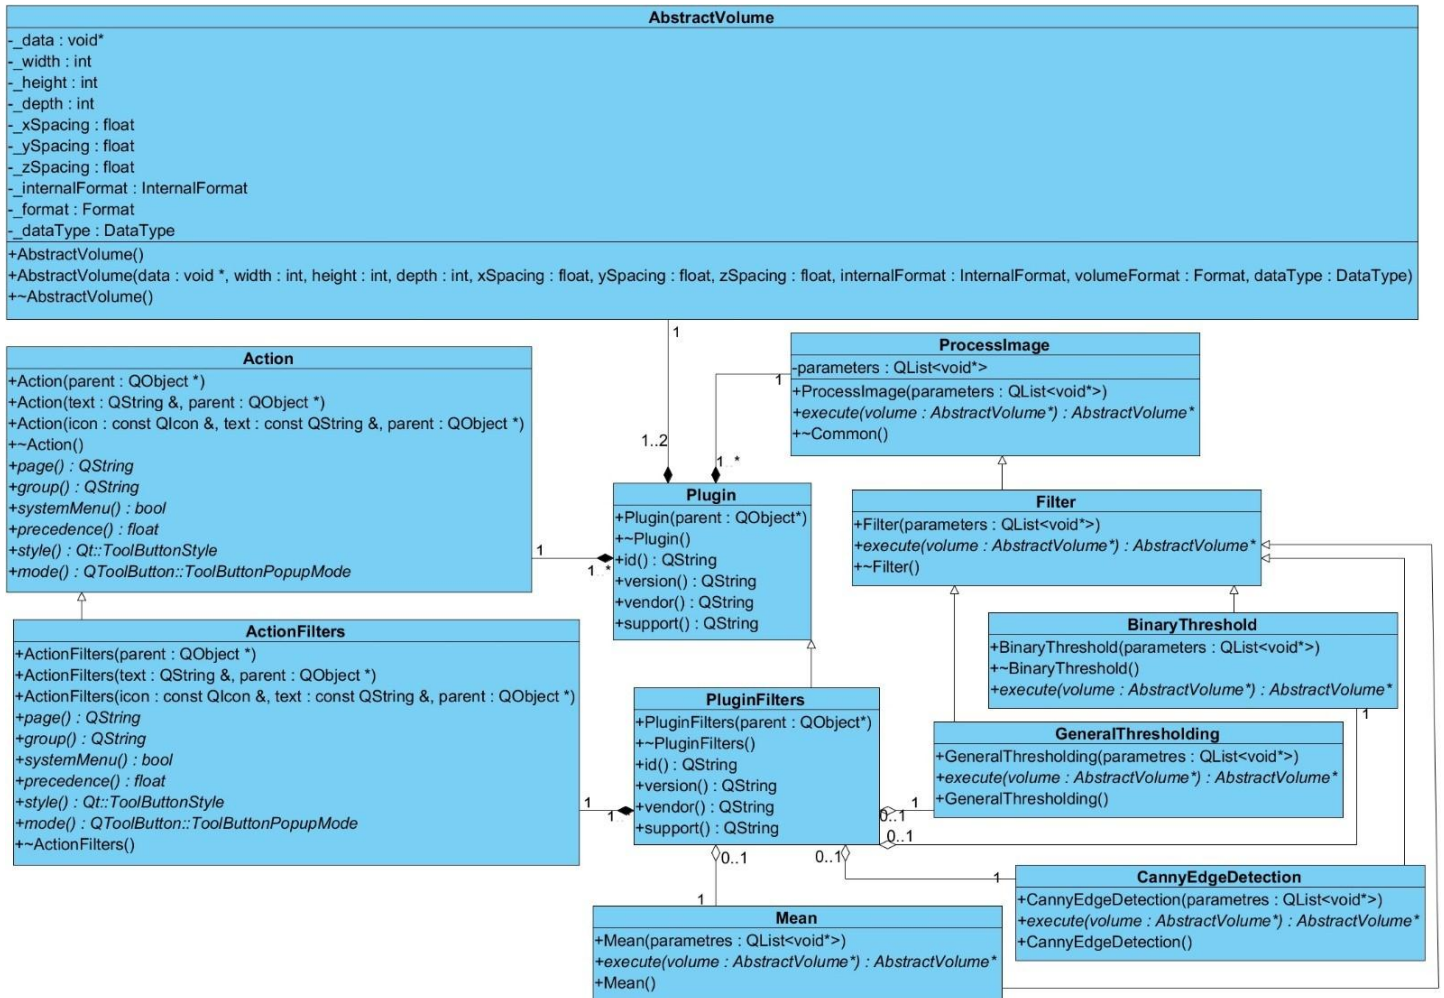 AbstractVolume
-_data : void*
-_width : int
-_height : int
-_depth : int
-_xSpacing : float
-_ySpacing : float
-_zSpacing : float
-_internalFormat : InternalFormat
-_format : Format
-_dataType : DataType
+AbstractVolume()
+AbstractVolume(data : void *, width : int, height : int, depth : int, xSpacing : float, ySpacing : float, zSpacing : float, internalFormat : InternalFormat, volumeFormat : Format, dataType : DataType)
+~AbstractVolume()
1
1..2
Action
+Action(parent : QObject *)
+Action(text : QString &, parent : QObject *)
+Action(icon : const QIcon &, text : const QString &, parent : QObject *)
+~Action()
+page() : QString
+group() : QString
+systemMenu() : bool
+precedence() : float
+style() : Qt::ToolButtonStyle
+mode() : QToolButton::ToolButtonPopupMode
1
1..*
ProcessImage
-parameters : QList<void*>
+ProcessImage(parameters : QList<void*>)
+execute(volume : AbstractVolume*) : AbstractVolume*
+~Common()
1
1..*
Plugin
+Plugin(parent : QObject*)
+~Plugin()
+id() : QString
+version() : QString
+vendor() : QString
+support() : QString
Filter
+Filter(parameters : QList<void*>)
+execute(volume : AbstractVolume*) : AbstractVolume*
+~Filter()
ActionFilters
+ActionFilters(parent : QObject *)
+ActionFilters(text : QString &, parent : QObject *)
+ActionFilters(icon : const QIcon &, text : const QString &, parent : QObject *)
+page() : QString
+group() : QString
+systemMenu() : bool
+precedence() : float
+style() : Qt::ToolButtonStyle
+mode() : QToolButton::ToolButtonPopupMode
+~ActionFilters()
1
1..
PluginFilters
+PluginFilters(parent : QObject*)
+~PluginFilters()
+id() : QString
+version() : QString
+vendor() : QString
+support() : QString
BinaryThreshold
+BinaryThreshold(parameters : QList<void*>)
+~BinaryThreshold()
+execute(volume : AbstractVolume*) : AbstractVolume*
1
GeneralThresholding
+GeneralThresholding(parametres : QList<void*>)
+execute(volume : AbstractVolume*) : AbstractVolume*
+GeneralThresholding()
1
0..1
0..1
0..1
0..1
1
1
CannyEdgeDetection
+CannyEdgeDetection(parametres : QList<void*>)
+execute(volume : AbstractVolume*) : AbstractVolume*
+CannyEdgeDetection()
Mean
+Mean(parametres : QList<void*>)
+execute(volume : AbstractVolume*) : AbstractVolume*
+Mean()